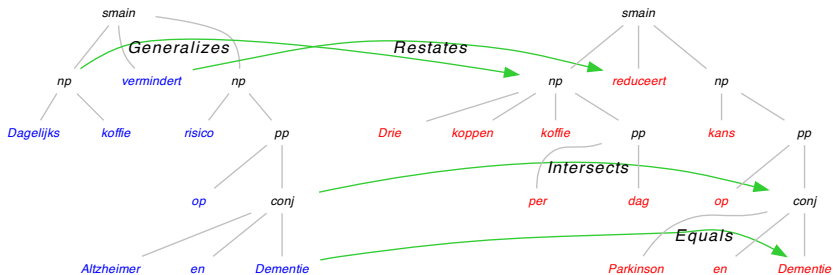 smain smain
Generalizes Restates
np vermindert np np reduceert np
Dagelijks koffie risico pp Drie koppen koffie pp kans pp
Intersects
op conj per dag op conj
Equals
Altzheimer en Dementie Parkinson en Dementie